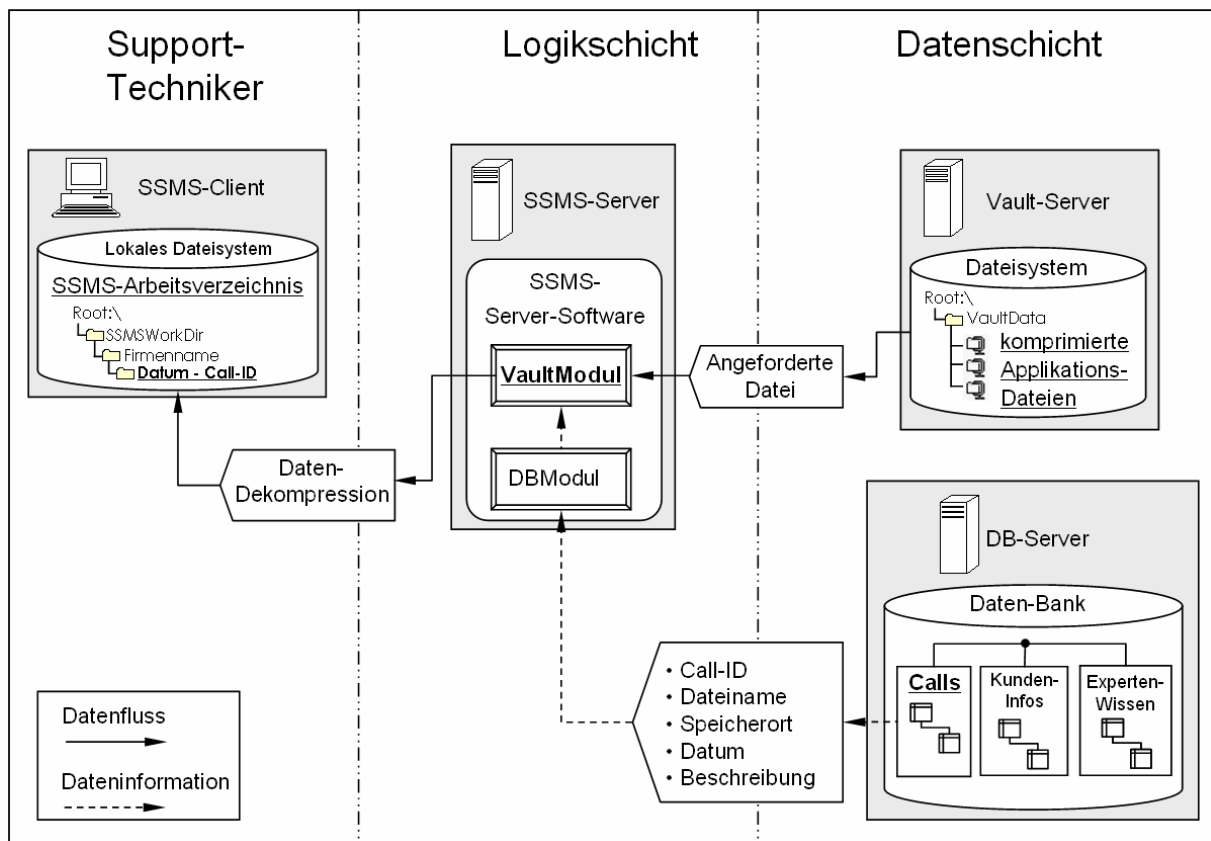 Support-
Techniker
Logikschicht
Datenschicht
SSMS-Client
Lokales Dateisystem
SSMS-Arbeitsverzeichnis
Root:\
SSMSWorkDir
Firmenname
Datum - Call-ID
Daten-
Dekompression
SSMS-Server
SSMS-
Server-Software
VaultModul
DBModul
Angeforderte
Datei
Vault-Server
Dateisystem
Root:\
VaultData
komprimierte
Applikations-
Dateien
DB-Server
Daten-Bank
Calls
Kunden-
Infos
Experten-
Wissen
• Call-ID
• Dateiname
• Speicherort
• Datum
• Beschreibung
Datenfluss
Dateninformation